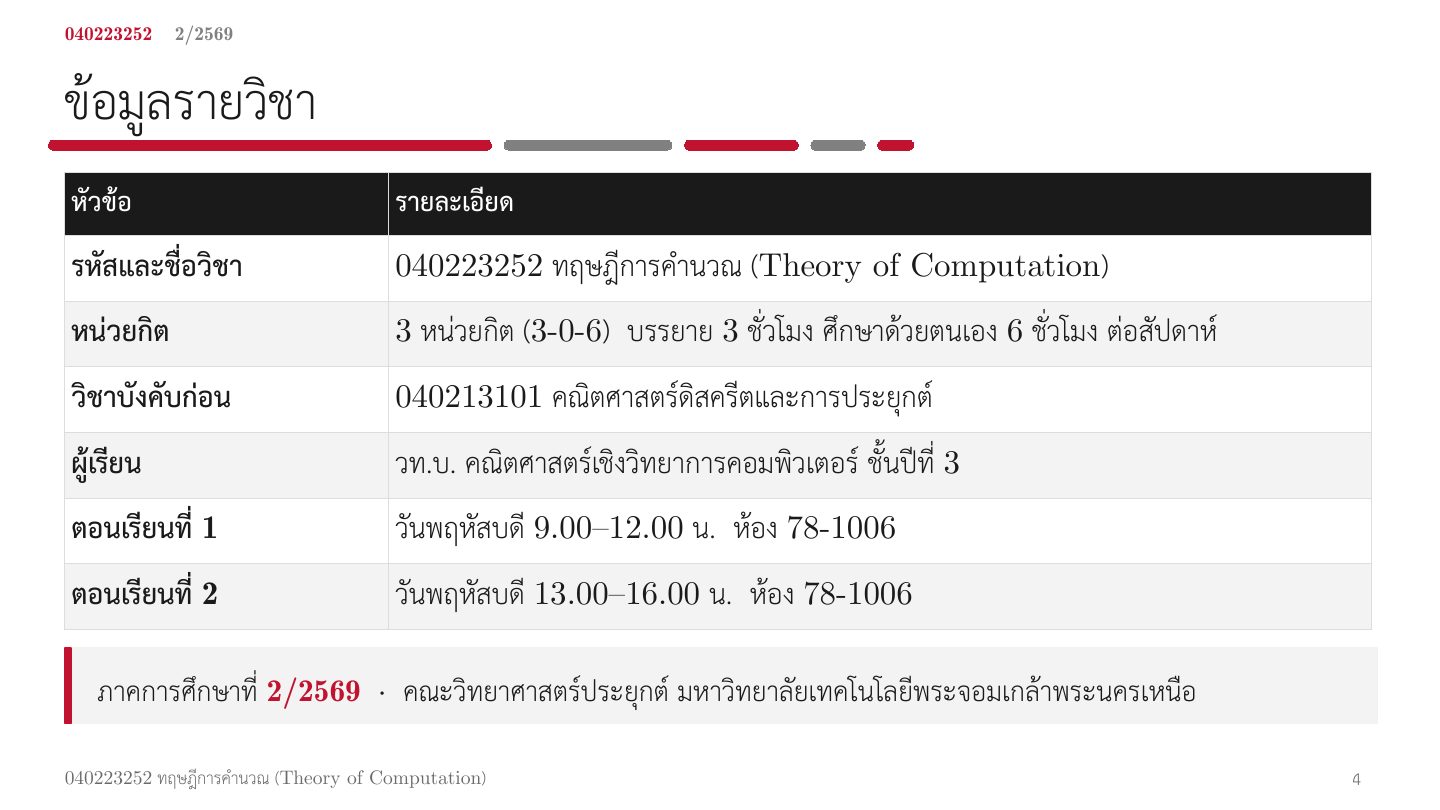 040223252 2/2569
ข้อมูลรายวิชา
หัวข้อ รายละเอียด
รหัสและชื่อวิชา 040223252 ทฤษฎีการคำนวณ (Theory of Computation)
หน่วยกิต 3 หน่วยกิต (3-0-6) บรรยาย 3 ชั่วโมง ศึกษาด้วยตนเอง 6 ชั่วโมง ต่อสัปดาห์
วิชาบังคับก่อน 040213101 คณิตศาสตร์ดิสครีตและการประยุกต์
ผู้เรียน วท.บ. คณิตศาสตร์เชิงวิทยาการคอมพิวเตอร์ ชั้นปีที่ 3
ตอนเรียนที่ 1 วันพฤหัสบดี 9.00–12.00 น. ห้อง 78-1006
ตอนเรียนที่ 2 วันพฤหัสบดี 13.00–16.00 น. ห้อง 78-1006
ภาคการศึกษาที่ 2/2569 · คณะวิทยาศาสตร์ประยุกต์ มหาวิทยาลัยเทคโนโลยีพระจอมเกล้าพระนครเหนือ
040223252 ทฤษฎีการคำนวณ (Theory of Computation) 4